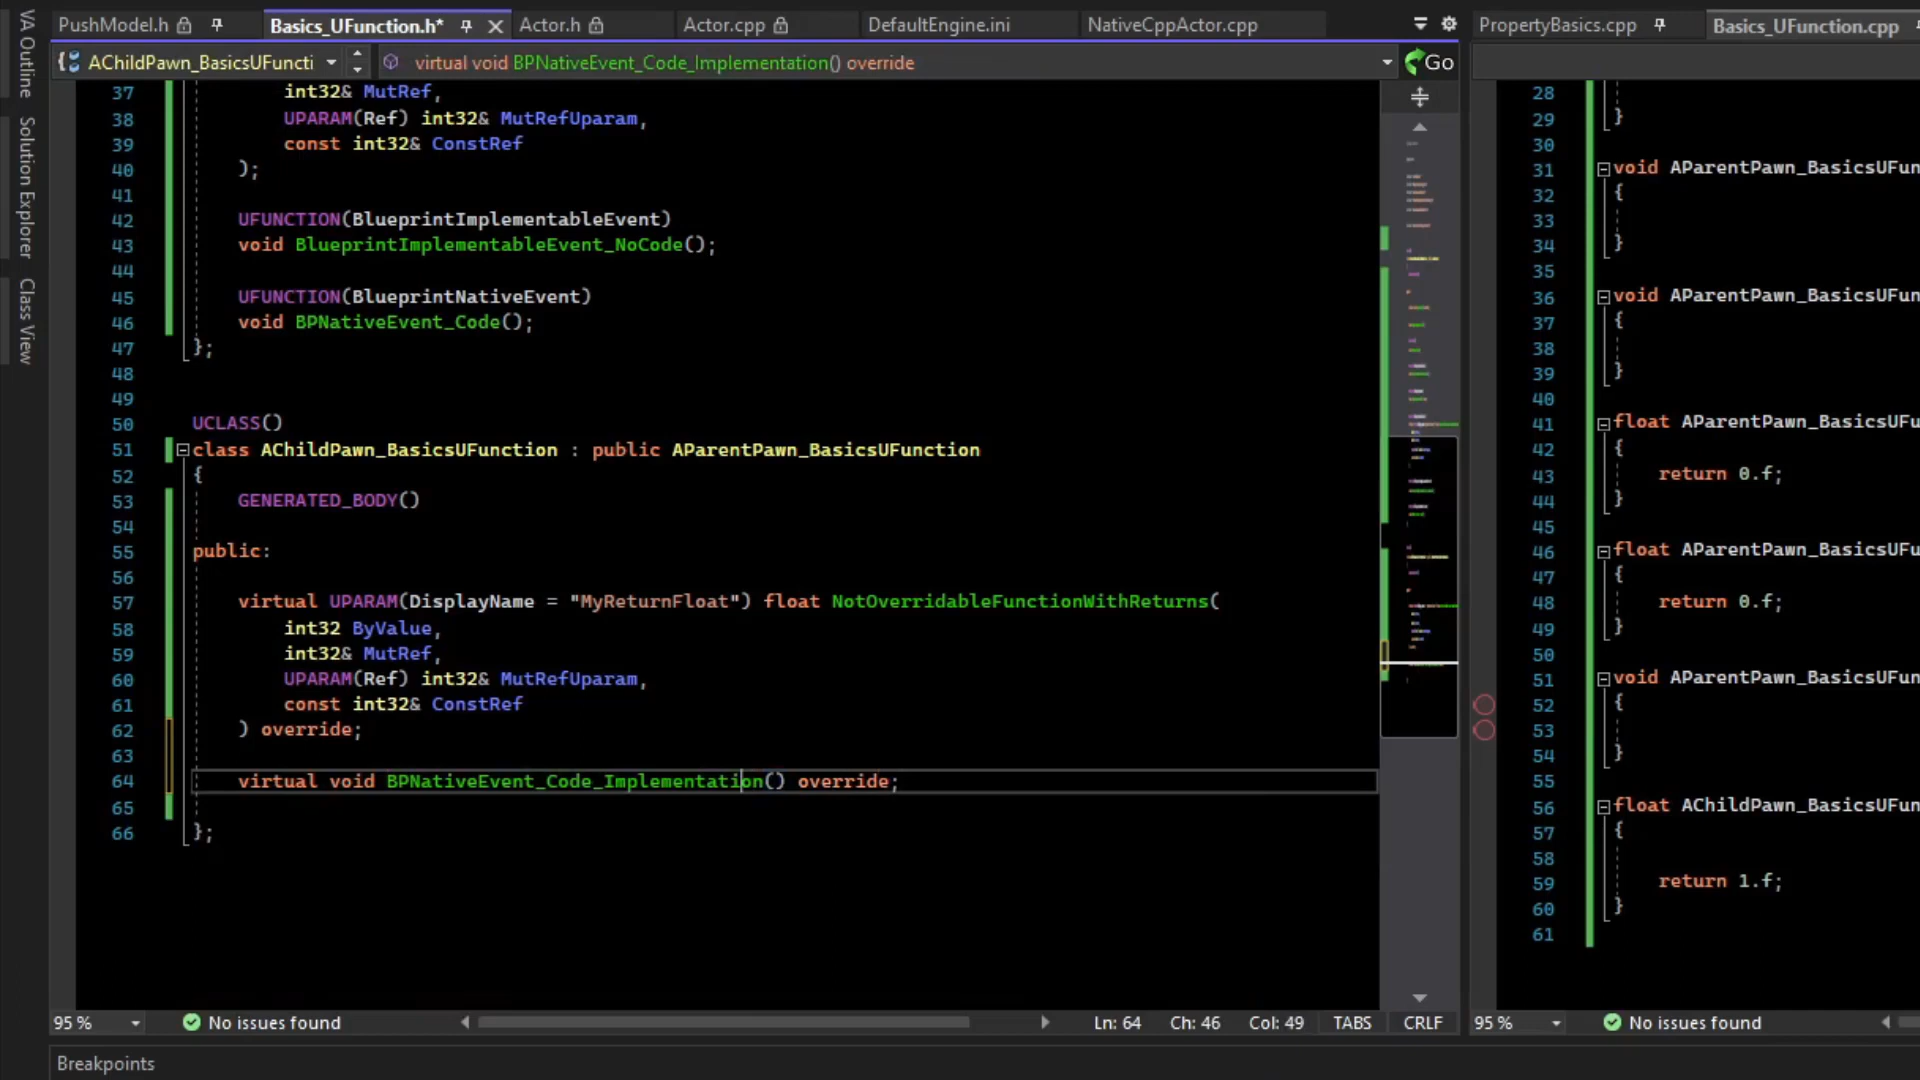 PushModel.h
Basics_UFunction.h*
Actor.h
Actor.cpp
DefaultEngine.ini
NativeCppActor.cpp
PropertyBasics.cpp
Basics_UFunction.cpp
AChildPawn_BasicsUFuncti
virtual void BPNativeEvent_Code_Implementation() override
Go
VA Outline
Solution Explorer
Class View
37 int32& MutRef,
38 UPARAM(Ref) int32& MutRefUparam,
39 const int32& ConstRef
40 );
41
42 UFUNCTION(BlueprintImplementableEvent)
43 void BlueprintImplementableEvent_NoCode();
44
45 UFUNCTION(BlueprintNativeEvent)
46 void BPNativeEvent_Code();
47 };
48
49
50 UCLASS()
51 class AChildPawn_BasicsUFunction : public AParentPawn_BasicsUFunction
52 {
53 GENERATED_BODY()
54
55 public:
56
57 virtual UPARAM(DisplayName = "MyReturnFloat") float NotOverridableFunctionWithReturns(
58 int32 ByValue,
59 int32& MutRef,
60 UPARAM(Ref) int32& MutRefUparam,
61 const int32& ConstRef
62 ) override;
63
64 virtual void BPNativeEvent_Code_Implementation() override;
65
66 };
28
29 }
30
31 void AParentPawn_BasicsUFun
32 {
33
34 }
35
36 void AParentPawn_BasicsUFun
37 {
38
39 }
40
41 float AParentPawn_BasicsUFu
42 {
43 return 0.f;
44 }
45
46 float AParentPawn_BasicsUFu
47 {
48 return 0.f;
49 }
50
51 void AParentPawn_BasicsUFun
52 {
53
54 }
55
56 float AChildPawn_BasicsUFun
57 {
58
59 return 1.f;
60 }
61
95 %
No issues found
Ln: 64
Ch: 46
Col: 49
TABS
CRLF
95 %
No issues found
Breakpoints